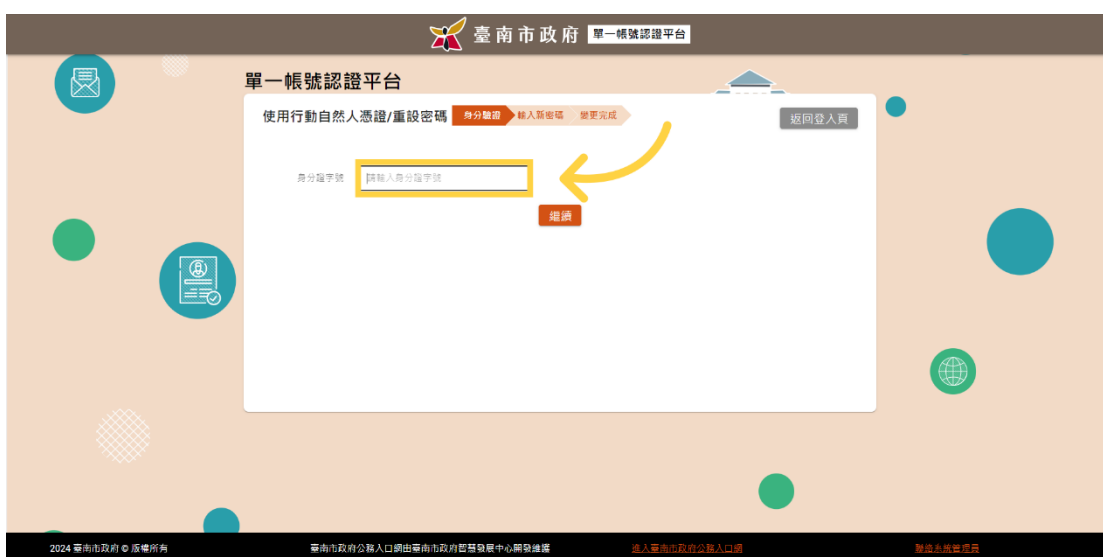 臺南市政府 單一帳號認證平台
單一帳號認證平台
使用行動自然人憑證/重設密碼 身分驗證 輸入新密碼 變更完成 返回登入頁
身分證字號 請輸入身分證字號
繼續
2024 臺南市政府 © 版權所有 臺南市政府公務入口網由臺南市政府智慧發展中心開發維護 進入臺南市政府公務入口網 聯絡系統管理員